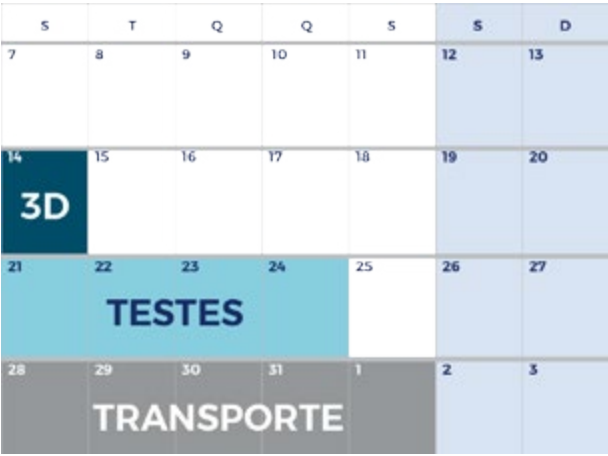 S T Q Q S S D
7 8 9 10 11 12 13
14 15 16 17 18 19 20
3D
21 22 23 24 25 26 27
TESTES
28 29 30 31 1 2 3
TRANSPORTE